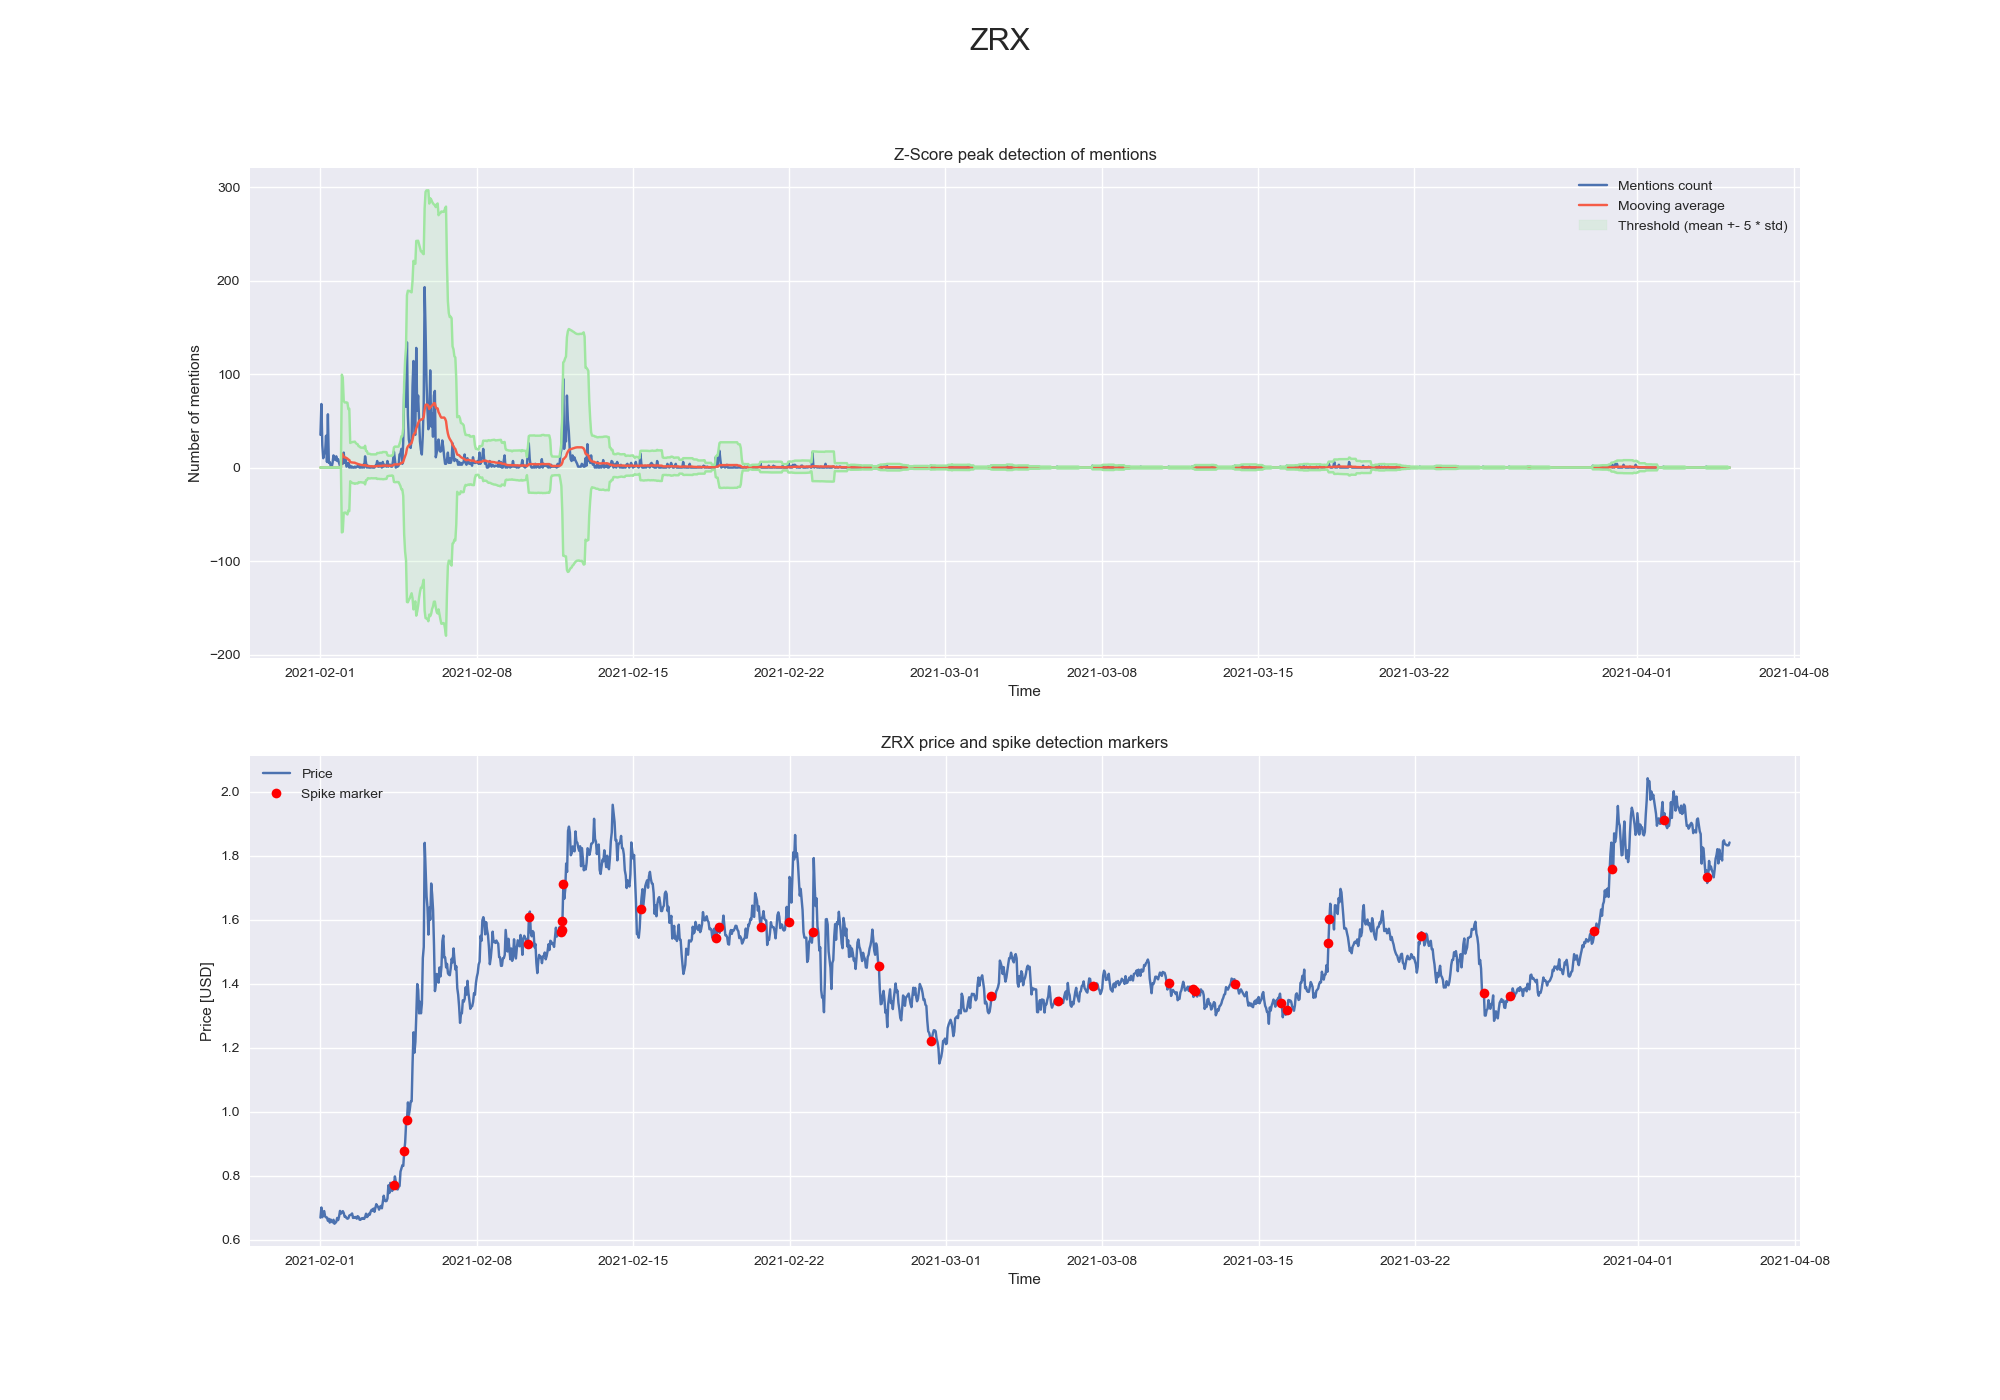 ZRX
Z-Score peak detection of mentions
Mentions count
Mooving average
Threshold (mean +- 5 * std)
Number of mentions
300
200
100
0
−100
−200
2021-02-01 2021-02-08 2021-02-15 2021-02-22 2021-03-01 2021-03-08 2021-03-15 2021-03-22 2021-04-01 2021-04-08
Time
ZRX price and spike detection markers
Price
Spike marker
Price [USD]
2.0
1.8
1.6
1.4
1.2
1.0
0.8
0.6
2021-02-01 2021-02-08 2021-02-15 2021-02-22 2021-03-01 2021-03-08 2021-03-15 2021-03-22 2021-04-01 2021-04-08
Time